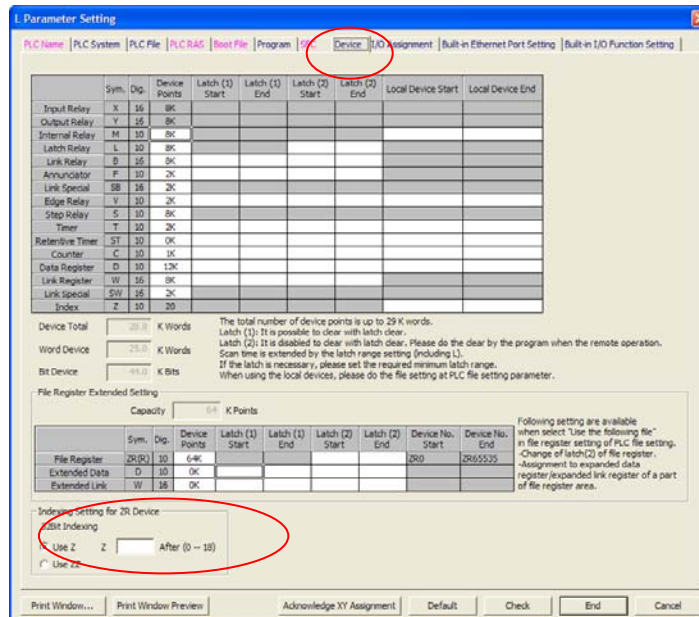 L Parameter Setting
PLC Name PLC System PLC File PLC RAS Boot File Program SFC Device I/O Assignment Built-in Ethernet Port Setting Built-in I/O Function Setting
Sym. Dig. Device Points Latch (1) Start Latch (1) End Latch (2) Start Latch (2) End Local Device Start Local Device End
Input Relay X 16 8K
Output Relay Y 16 8K
Internal Relay M 10 8K
Latch Relay L 10 8K
Link Relay B 16 8K
Annunciator F 10 2K
Link Special SB 16 2K
Edge Relay V 10 2K
Step Relay S 10 8K
Timer T 10 2K
Retentive Timer ST 10 0K
Counter C 10 1K
Data Register D 10 12K
Link Register W 16 8K
Link Special SW 16 2K
Index Z 10 20
Device Total 28.8 K Words
Word Device 25.0 K Words
Bit Device 44.0 K Bits
The total number of device points is up to 29 K words.
Latch (1): It is possible to clear with latch clear.
Latch (2): It is disabled to clear with latch clear. Please do the clear by the program when the remote operation.
Scan time is extended by the latch range setting (including L).
If the latch is necessary, please set the required minimum latch range.
When using the local devices, please do the file setting at PLC file setting parameter.
File Register Extended Setting
Capacity 64 K Points
Sym. Dig. Device Points Latch (1) Start Latch (1) End Latch (2) Start Latch (2) End Device No. Start Device No. End
File Register ZR(R) 10 64K ZR0 ZR65535
Extended Data D 10 0K
Extended Link W 16 0K
Following setting are available
when select "Use the following file"
in file register setting of PLC file setting.
-Change of latch(2) of file register.
-Assignment to expanded data
register/expanded link register of a part
of file register area.
Indexing Setting for ZR Device
32Bit Indexing
Use Z Z After (0 -- 18)
Use ZZ
Print Window... Print Window Preview Acknowledge XY Assignment Default Check End Cancel